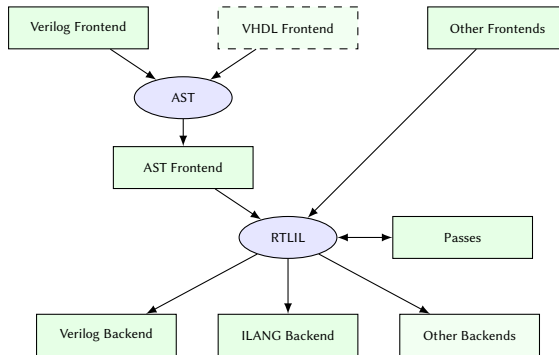 Verilog Frontend
VHDL Frontend
Other Frontends
AST
AST Frontend
RTLIL
Passes
Verilog Backend
ILANG Backend
Other Backends